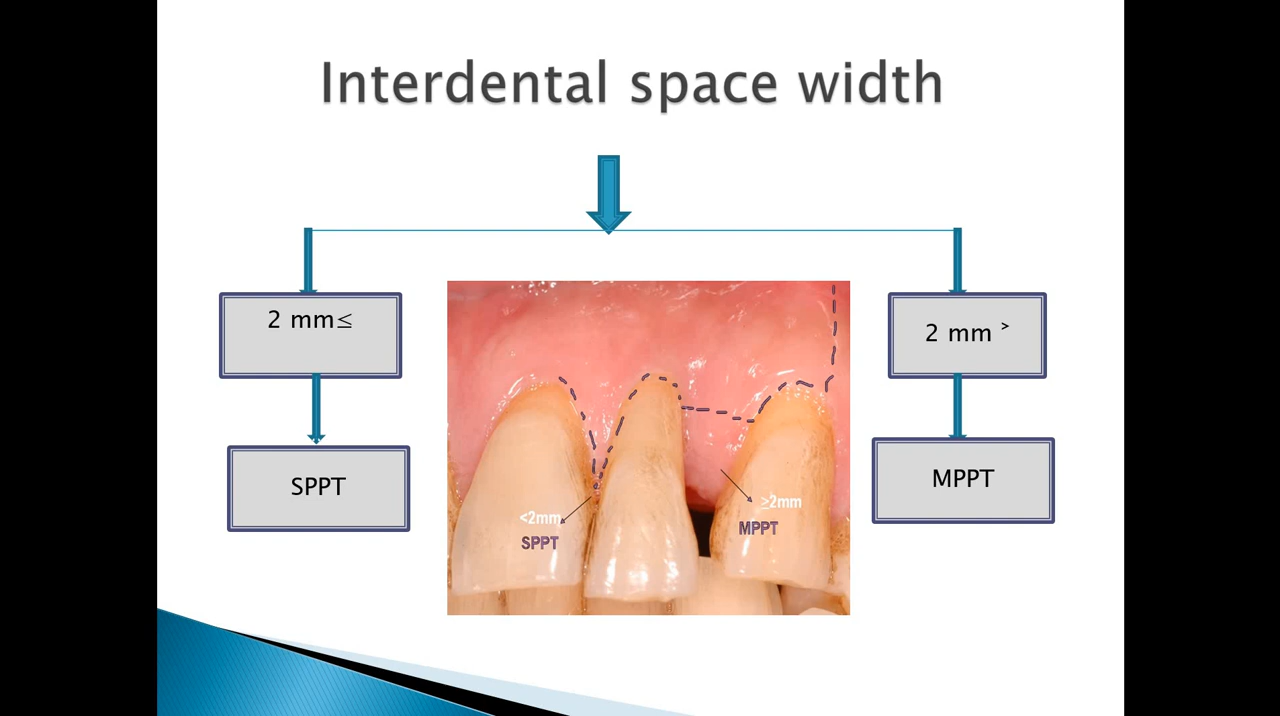 Interdental space width
2 mm≤
2 mm >
SPPT
MPPT
<2mm
SPPT
≥2mm
MPPT